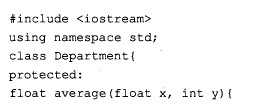 #include <iostream>
using namespace std;
class Department{
protected:
float average(float x, int y){